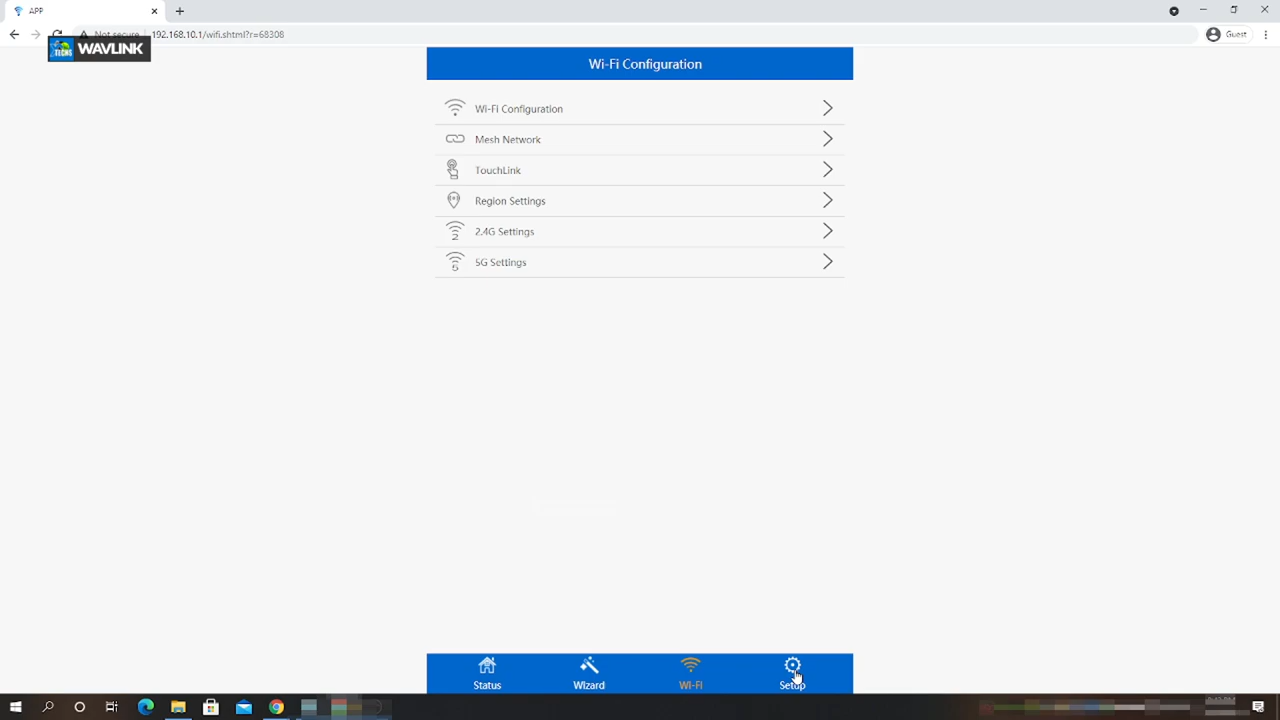 APP
Not secure
192.168.10.1/wifi.shtml?r=68308
Guest
TECHS WAVLINK
Wi-Fi Configuration
Wi-Fi Configuration
Mesh Network
TouchLink
Region Settings
2.4G Settings
5G Settings
Status
Wizard
Wi-Fi
Setup